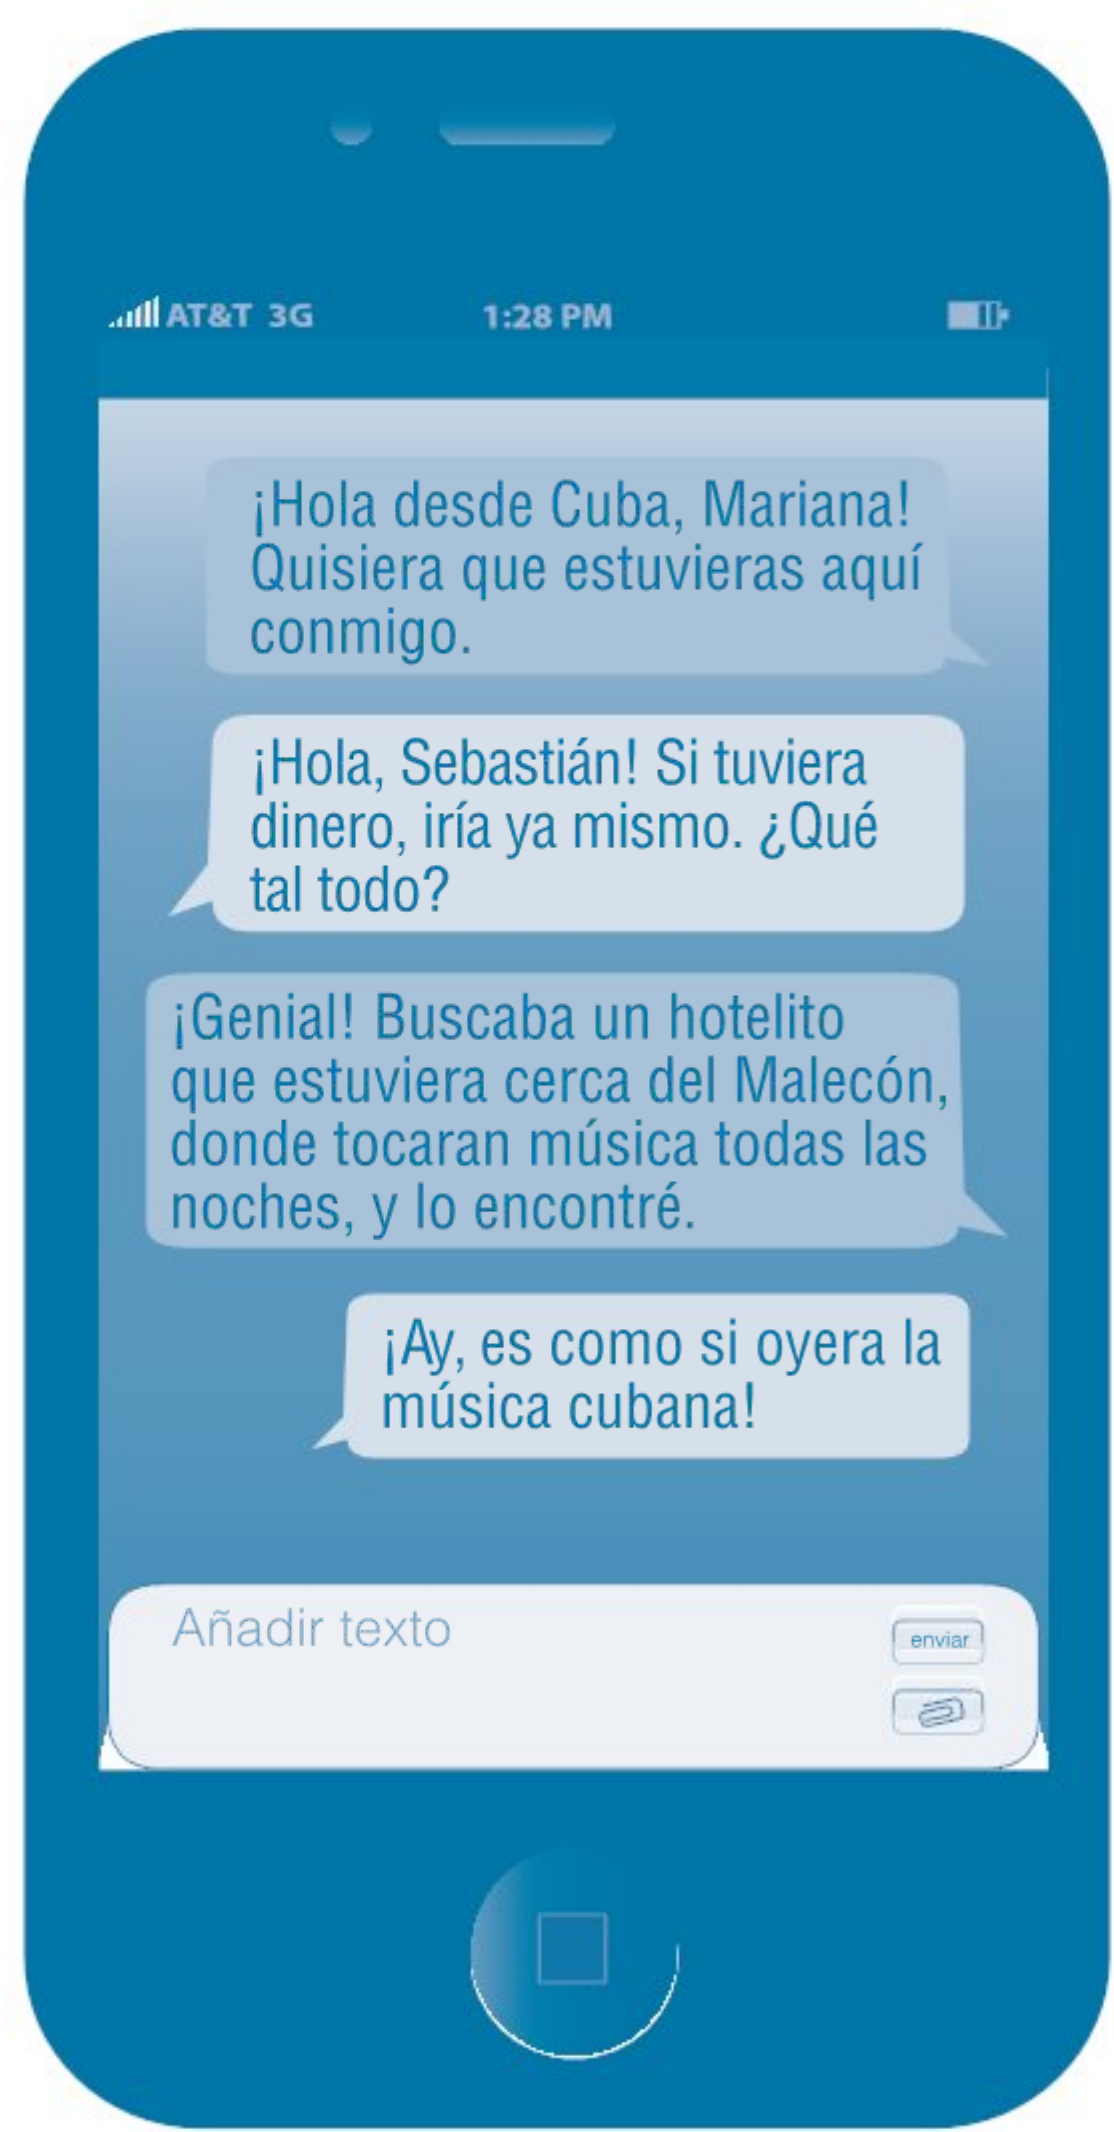 AT&T 3G 1:28 PM
¡Hola desde Cuba, Mariana!
Quisiera que estuvieras aquí
conmigo.
¡Hola, Sebastián! Si tuviera
dinero, iría ya mismo. ¿Qué
tal todo?
¡Genial! Buscaba un hotelito
que estuviera cerca del Malecón,
donde tocaran música todas las
noches, y lo encontré.
¡Ay, es como si oyera la
música cubana!
Añadir texto
enviar